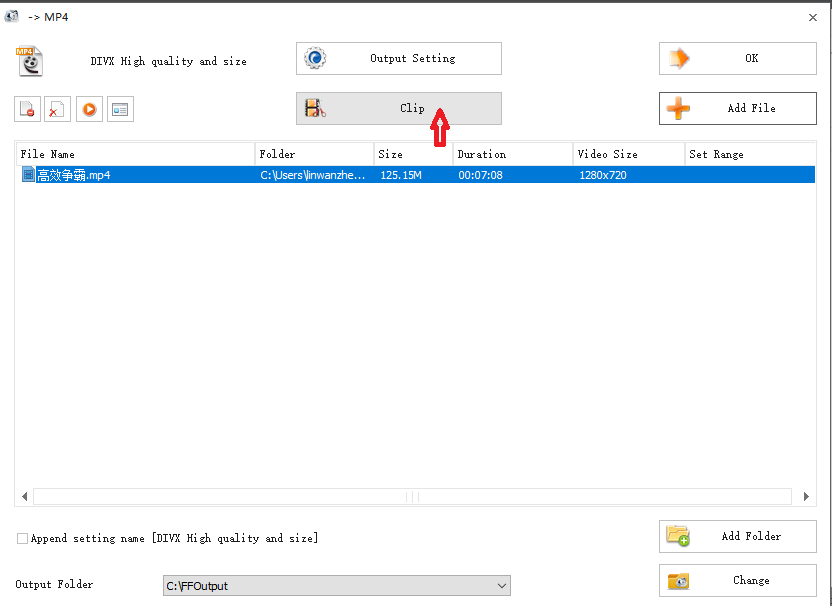 -> MP4
MP4
DIVX High quality and size
Output Setting
OK
Clip
Add File
File Name Folder Size Duration Video Size Set Range
高效争霸.mp4 C:\Users\linwanzhe... 125.15M 00:07:08 1280x720
Append setting name [DIVX High quality and size]
Add Folder
Output Folder C:\FFOutput
Change